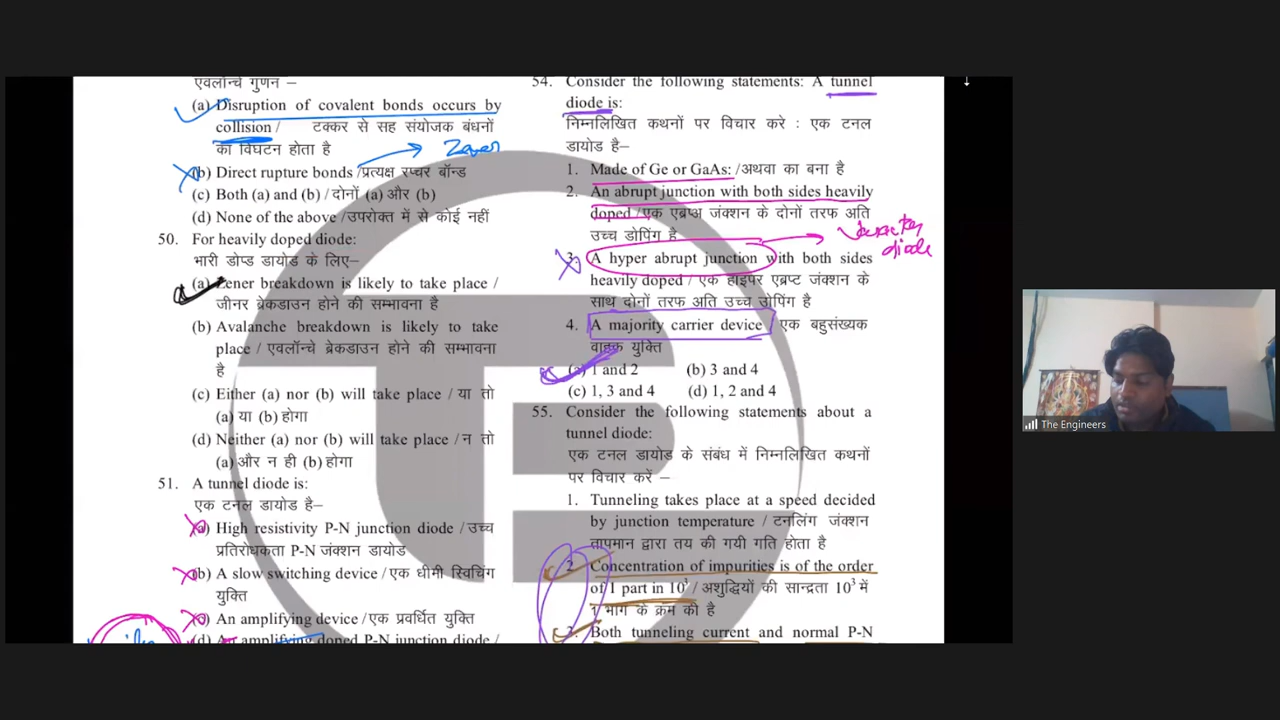 एवलॉन्चे गुणन –
(a) Disruption of covalent bonds occurs by
collision / टक्कर से सह संयोजक बंधनों
का विघटन होता है
(b) Direct rupture bonds /प्रत्यक्ष रप्चर बॉन्ड
Zener
(c) Both (a) and (b) / दोनों (a) और (b)
(d) None of the above / उपरोक्त में से कोई नहीं
50. For heavily doped diode:
भारी डोप्ड डायोड के लिए–
(a) Zener breakdown is likely to take place /
जीनर ब्रेकडाउन होने की सम्भावना है
(b) Avalanche breakdown is likely to take
place / एवलॉन्चे ब्रेकडाउन होने की सम्भावना
है
(c) Either (a) nor (b) will take place / या तो
(a) या (b) होगा
(d) Neither (a) nor (b) will take place / न तो
(a) और न ही (b) होगा
51. A tunnel diode is:
एक टनल डायोड है–
(a) High resistivity P-N junction diode / उच्च
प्रतिरोधकता P-N जंक्शन डायोड
(b) A slow switching device / एक धीमी स्विचिंग
युक्ति
(c) An amplifying device / एक प्रवर्धित युक्ति
(d) An amplifying doped P-N junction diode /
54. Consider the following statements: A tunnel
diode is:
निम्नलिखित कथनों पर विचार करे : एक टनल
डायोड है–
1. Made of Ge or GaAs: /अथवा का बना है
2. An abrupt junction with both sides heavily
doped / एक एब्रप्ट जंक्शन के दोनों तरफ अति
उच्च डोपिंग है
3. A hyper abrupt junction with both sides
heavily doped / एक हाईपर एब्रप्ट जंक्शन के
साथ दोनों तरफ अति उच्च डोपिंग है
diode
4. A majority carrier device / एक बहुसंख्यक
वाहक युक्ति
(a) 1 and 2 (b) 3 and 4
(c) 1, 3 and 4 (d) 1, 2 and 4
55. Consider the following statements about a
tunnel diode:
एक टनल डायोड के संबंध में निम्नलिखित कथनों
पर विचार करें –
1. Tunneling takes place at a speed decided
by junction temperature / टनलिंग जंक्शन
तापमान द्वारा तय की गयी गति होता है
2. Concentration of impurities is of the order
of 1 part in 10³ / अशुद्धियों की सान्द्रता 10³ में
1 भाग के क्रम की है
3. Both tunneling current and normal P-N
The Engineers